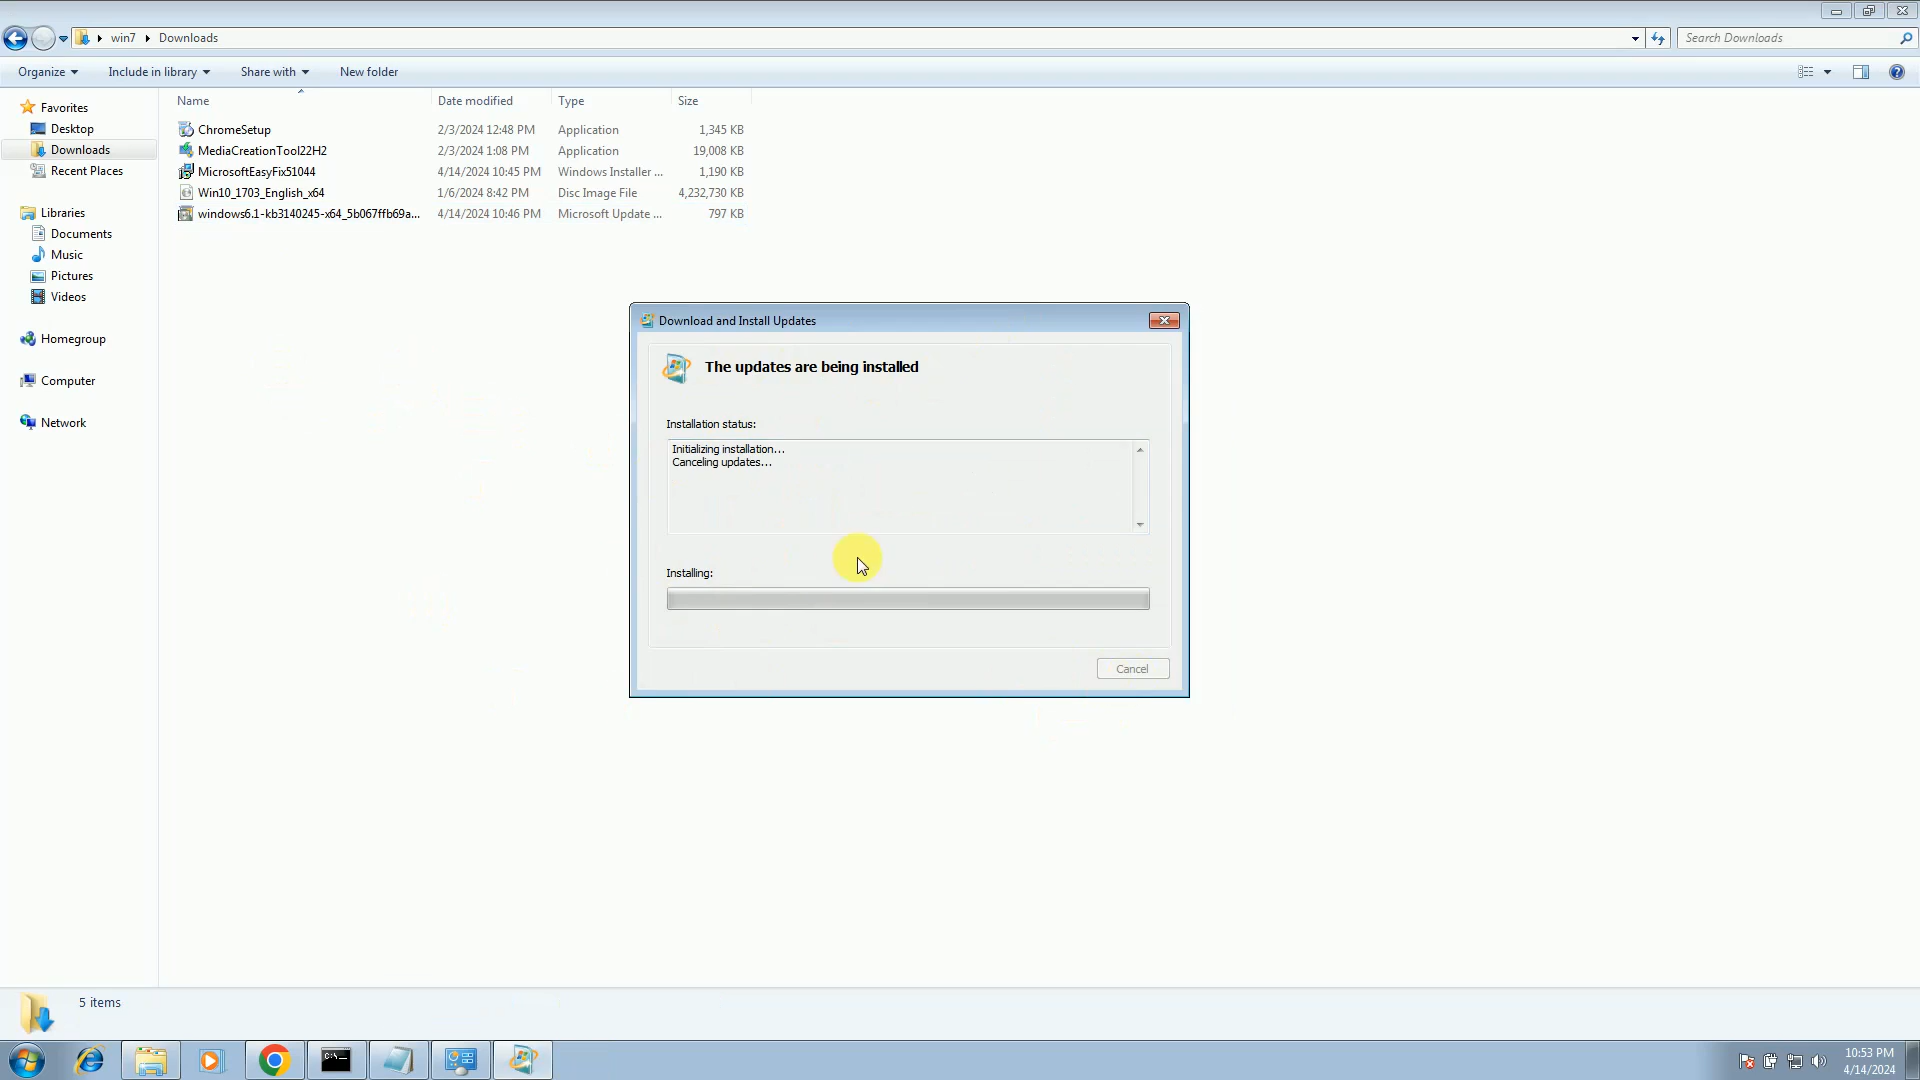 win7 ▸ Downloads
Search Downloads
Organize Include in library Share with New folder
Favorites
Desktop
Downloads
Recent Places
Libraries
Documents
Music
Pictures
Videos
Homegroup
Computer
Network
Name Date modified Type Size
ChromeSetup 2/3/2024 12:48 PM Application 1,345 KB
MediaCreationTool22H2 2/3/2024 1:08 PM Application 19,008 KB
MicrosoftEasyFix51044 4/14/2024 10:45 PM Windows Installer ... 1,190 KB
Win10_1703_English_x64 1/6/2024 8:42 PM Disc Image File 4,232,730 KB
windows6.1-kb3140245-x64_5b067ffb69a... 4/14/2024 10:46 PM Microsoft Update ... 797 KB
Download and Install Updates
The updates are being installed
Installation status:
Initializing installation...
Canceling updates...
Installing:
Cancel
5 items
C:\_
10:53 PM
4/14/2024